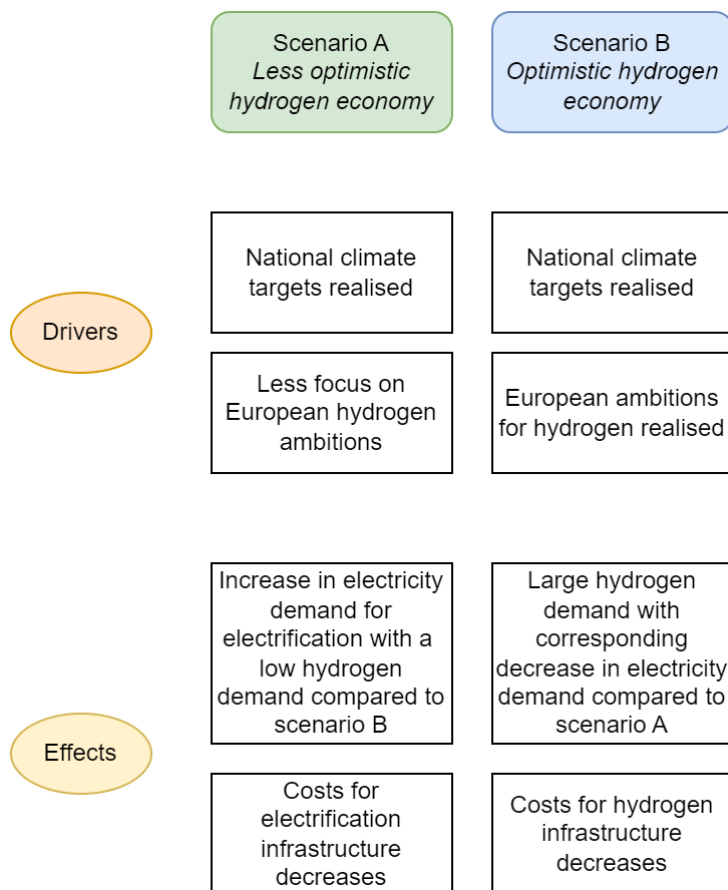 Scenario A
Less optimistic
hydrogen economy
Scenario B
Optimistic hydrogen
economy
Drivers
National climate
targets realised
National climate
targets realised
Less focus on
European hydrogen
ambitions
European ambitions
for hydrogen realised
Effects
Increase in electricity
demand for
electrification with a
low hydrogen
demand compared to
scenario B
Large hydrogen
demand with
corresponding
decrease in electricity
demand compared to
scenario A
Costs for
electrification
infrastructure
decreases
Costs for hydrogen
infrastructure
decreases